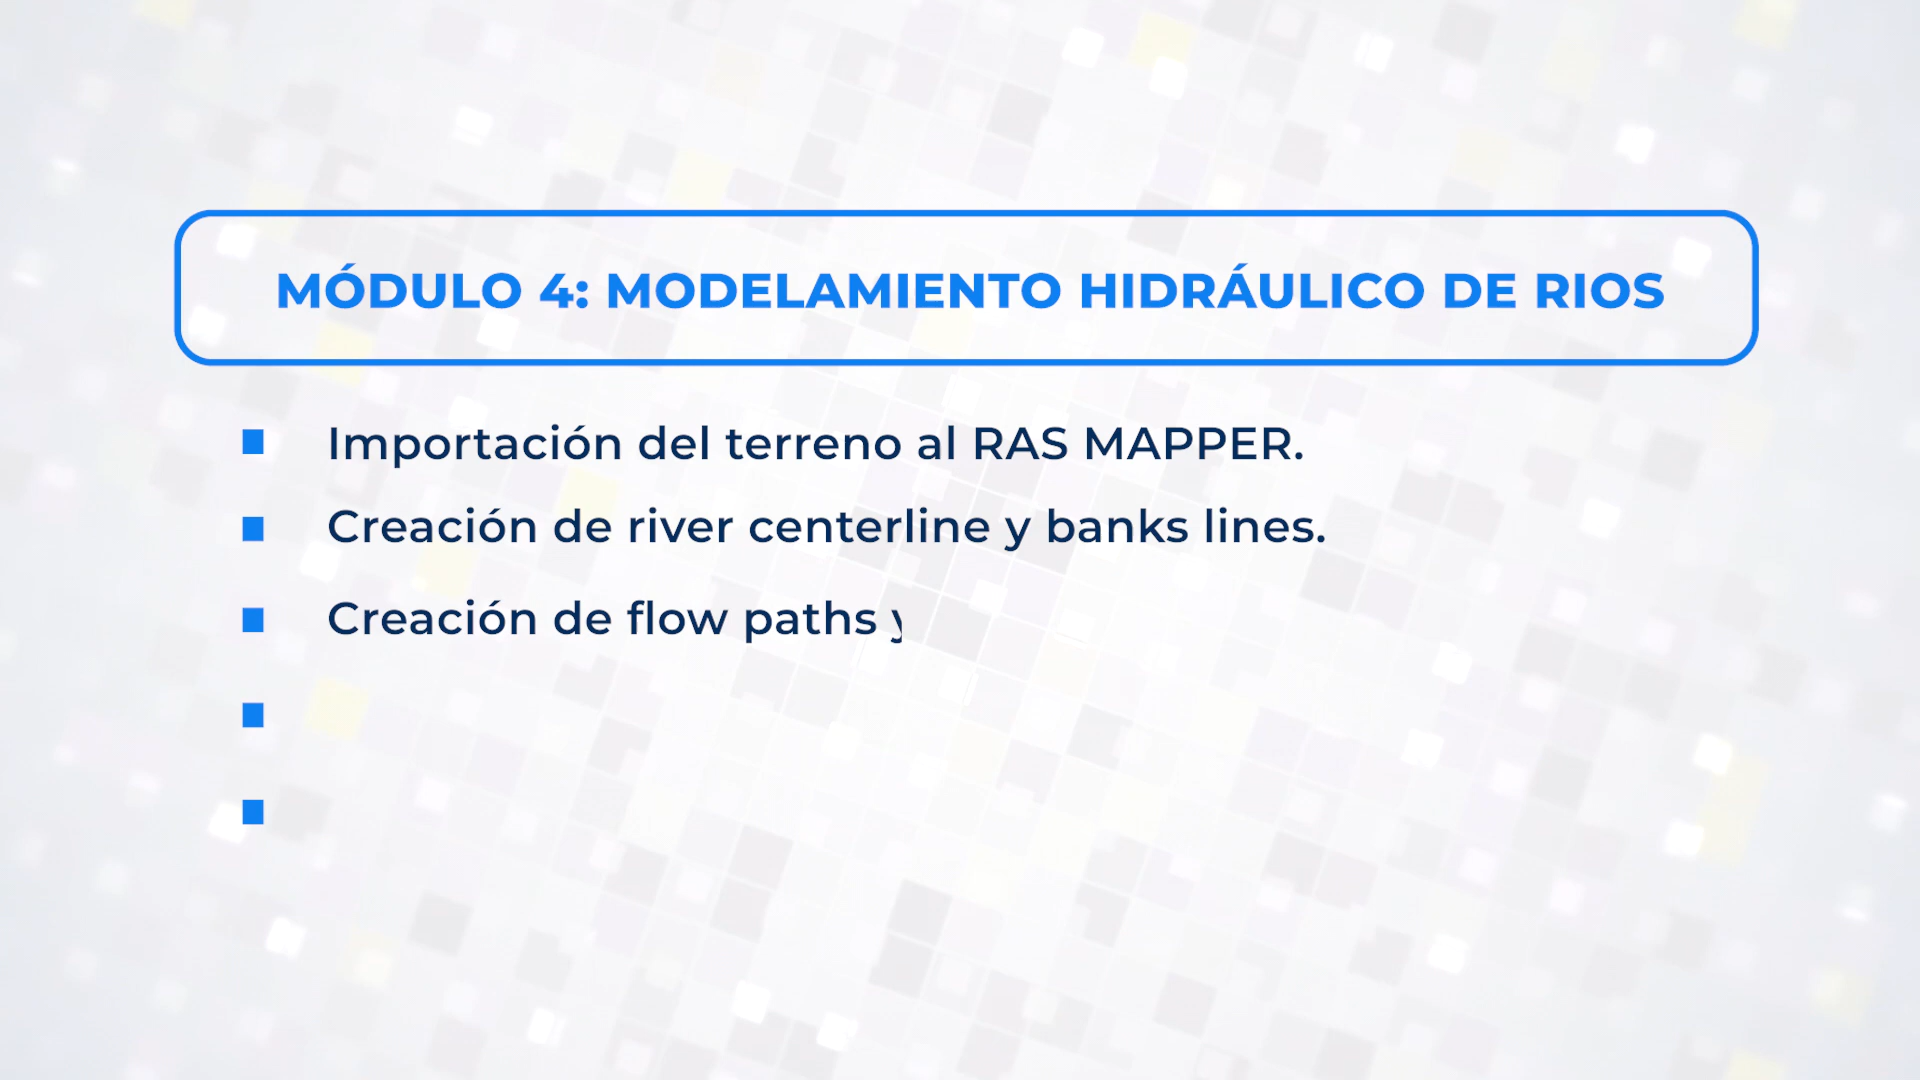 MÓDULO 4: MODELAMIENTO HIDRÁULICO DE RIOS
Importación del terreno al RAS MAPPER.
Creación de river centerline y banks lines.
Creación de flow paths y